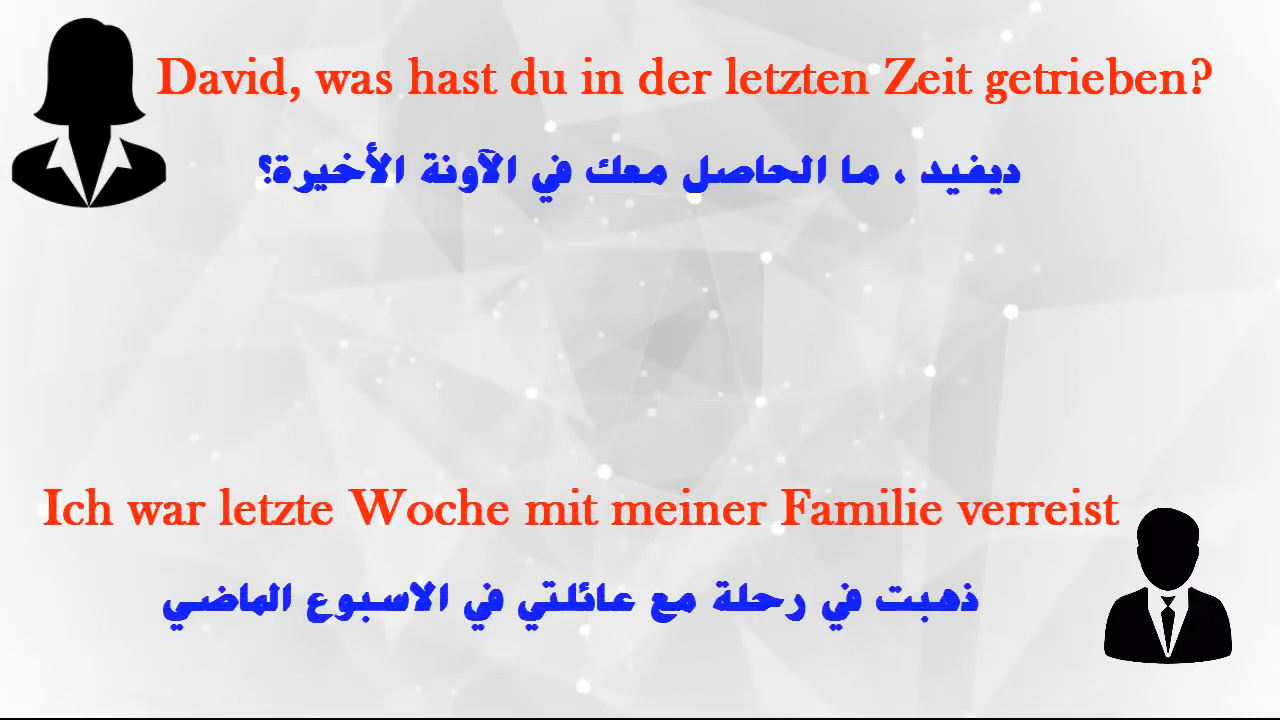 David, was hast du in der letzten Zeit getrieben?
ديفيد ، ما الحاصل معك في الآونة الأخيرة؟
Ich war letzte Woche mit meiner Familie verreist
ذهبت في رحلة مع عائلتي في الاسبوع الماضي